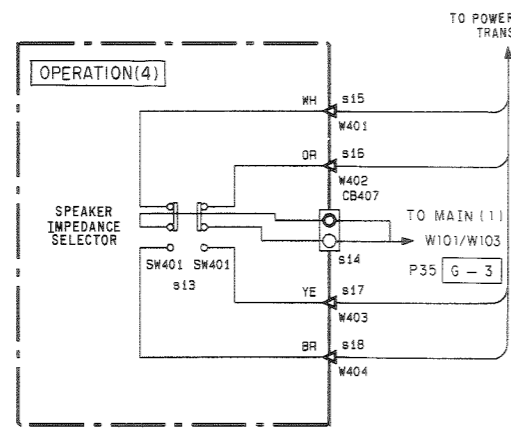 TO POWER
TRANS
OPERATION(4)
WH s15
W401
OR s16
W402
CB407
SPEAKER
IMPEDANCE
SELECTOR
TO MAIN (1)
W101/W103
s14
SW401 SW401
s13
P35 G - 3
YE s17
W403
BR s18
W404